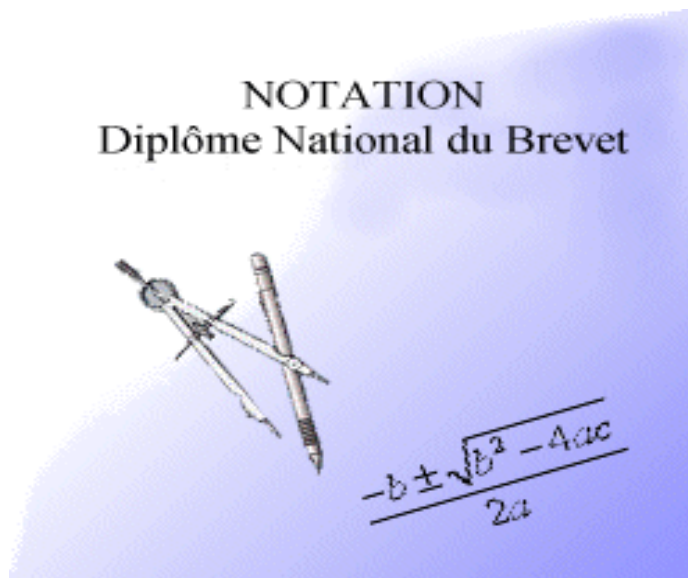 NOTATION
Diplôme National du Brevet
-b ± √b² - 4ac
2a